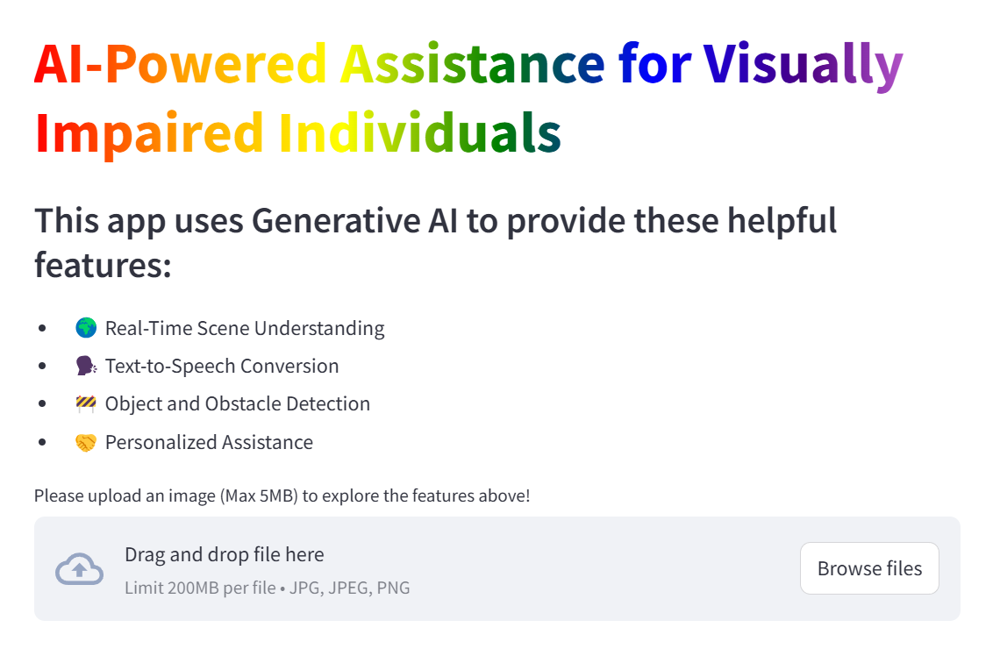 AI-Powered Assistance for Visually
Impaired Individuals
This app uses Generative AI to provide these helpful
features:
• 🌍 Real-Time Scene Understanding
• 🗣️ Text-to-Speech Conversion
• 🚧 Object and Obstacle Detection
• 🤝 Personalized Assistance
Please upload an image (Max 5MB) to explore the features above!
Drag and drop file here
Limit 200MB per file • JPG, JPEG, PNG
Browse files